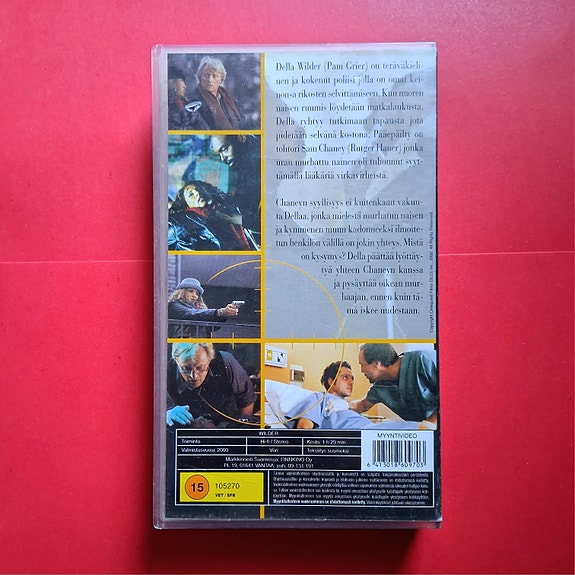 Della Wilder (Pam Grier) on teräväkieli-
nen ja kokenut poliisi jolla on omat kei-
nonsa rikosten selvittämiseen. Kun nuoren
naisen ruumis löydetään matkalaukusta,
Della ryhtyy tutkimaan tapausta jota
pidetään selvänä kostona. Pääepäilty on
tohtori Sam Chaney (Rutger Hauer) jonka
uran murhattu nainen oli tuhonnut syyt-
tämällä lääkäriä virkavirheistä.
Chaneyn syyllisyys ei kuitenkaan vakuu-
ta Dellaa, jonka mielestä murhatun naisen
ja kymmenen muun kadonneeksi ilmoite-
tun henkilön välillä on jokin yhteys. Mistä
on kysymys? Della päättää lyöttäy-
tyä yhteen Chaneyn kanssa
ja pysäyttää oikean mur-
haajan, ennen kuin tä-
mä iskee uudestaan.
WILDER
Toiminta Hi-fi / Stereo Kesto: 1 h 29 min.
Valmistusvuosi 2000 Väri Tekstitys suomeksi
Markkinointi Suomessa: FINNKINO Oy
PL 19, 01641 VANTAA, puh. 09-131 191
15
105270
VET / SFB
MYYNTIVIDEO
6 415018 609703